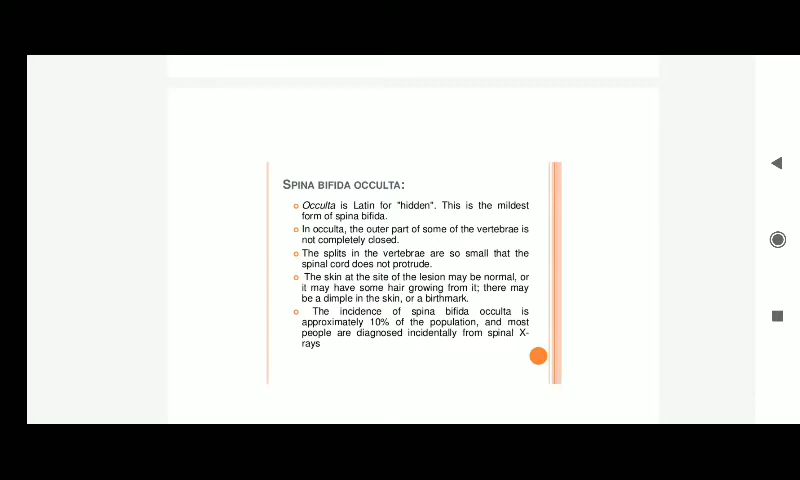 SPINA BIFIDA OCCULTA:
Occulta is Latin for "hidden". This is the mildest
form of spina bifida.
In occulta, the outer part of some of the vertebrae is
not completely closed.
The splits in the vertebrae are so small that the
spinal cord does not protrude.
The skin at the site of the lesion may be normal, or
it may have some hair growing from it; there may
be a dimple in the skin, or a birthmark.
The incidence of spina bifida occulta is
approximately 10% of the population, and most
people are diagnosed incidentally from spinal X-
rays